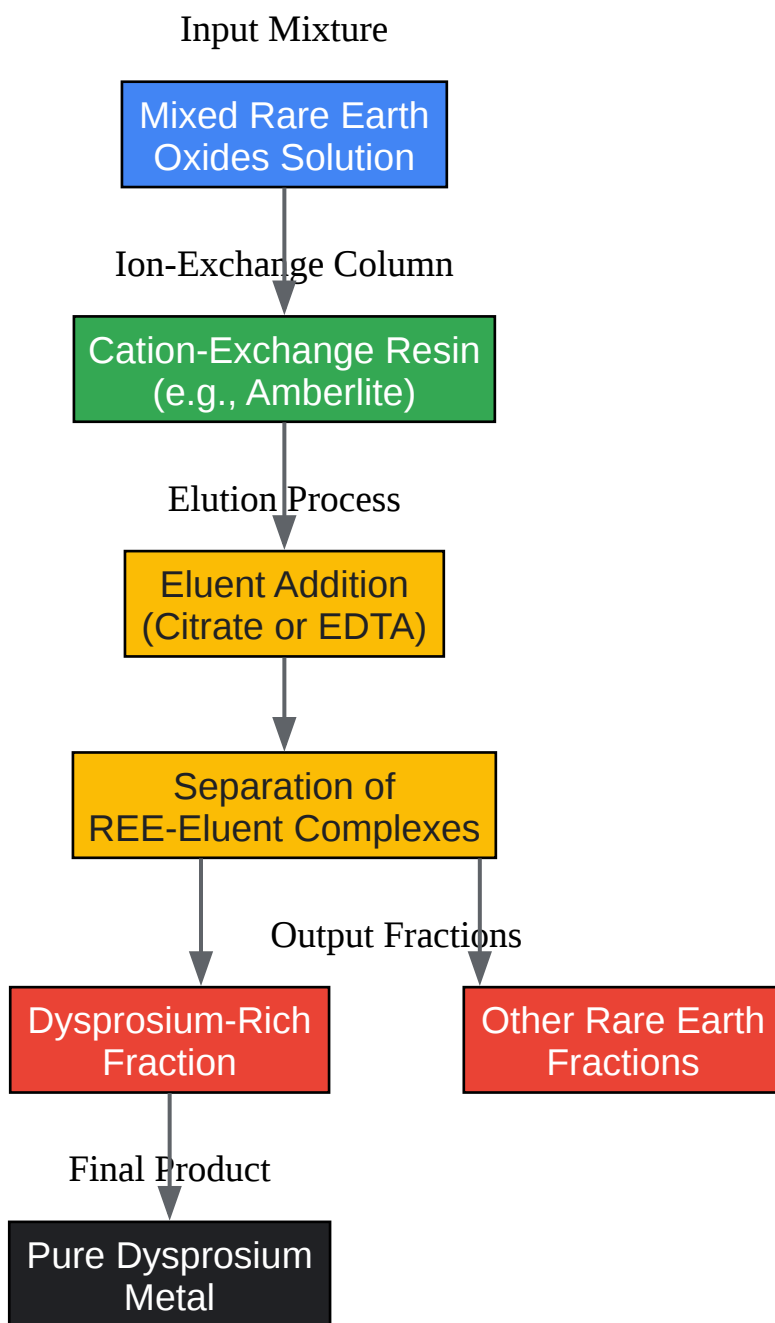 Input Mixture
Mixed Rare Earth
Oxides Solution
Ion-Exchange Column
Cation-Exchange Resin
(e.g., Amberlite)
Elution Process
Eluent Addition
(Citrate or EDTA)
Separation of
REE-Eluent Complexes
Output Fractions
Dysprosium-Rich
Fraction
Other Rare Earth
Fractions
Final Product
Pure Dysprosium
Metal